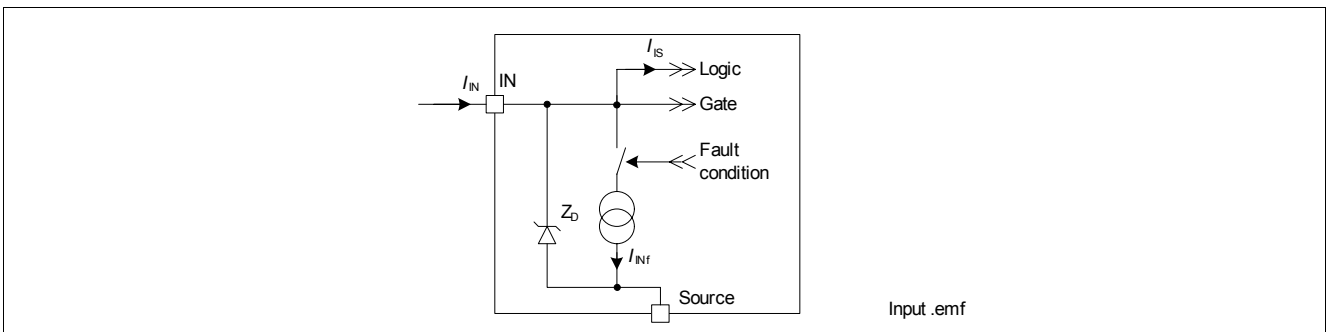 I_IS
Logic
I_IN
IN
Gate
Fault
condition
Z_D
I_INf
Source
Input .emf